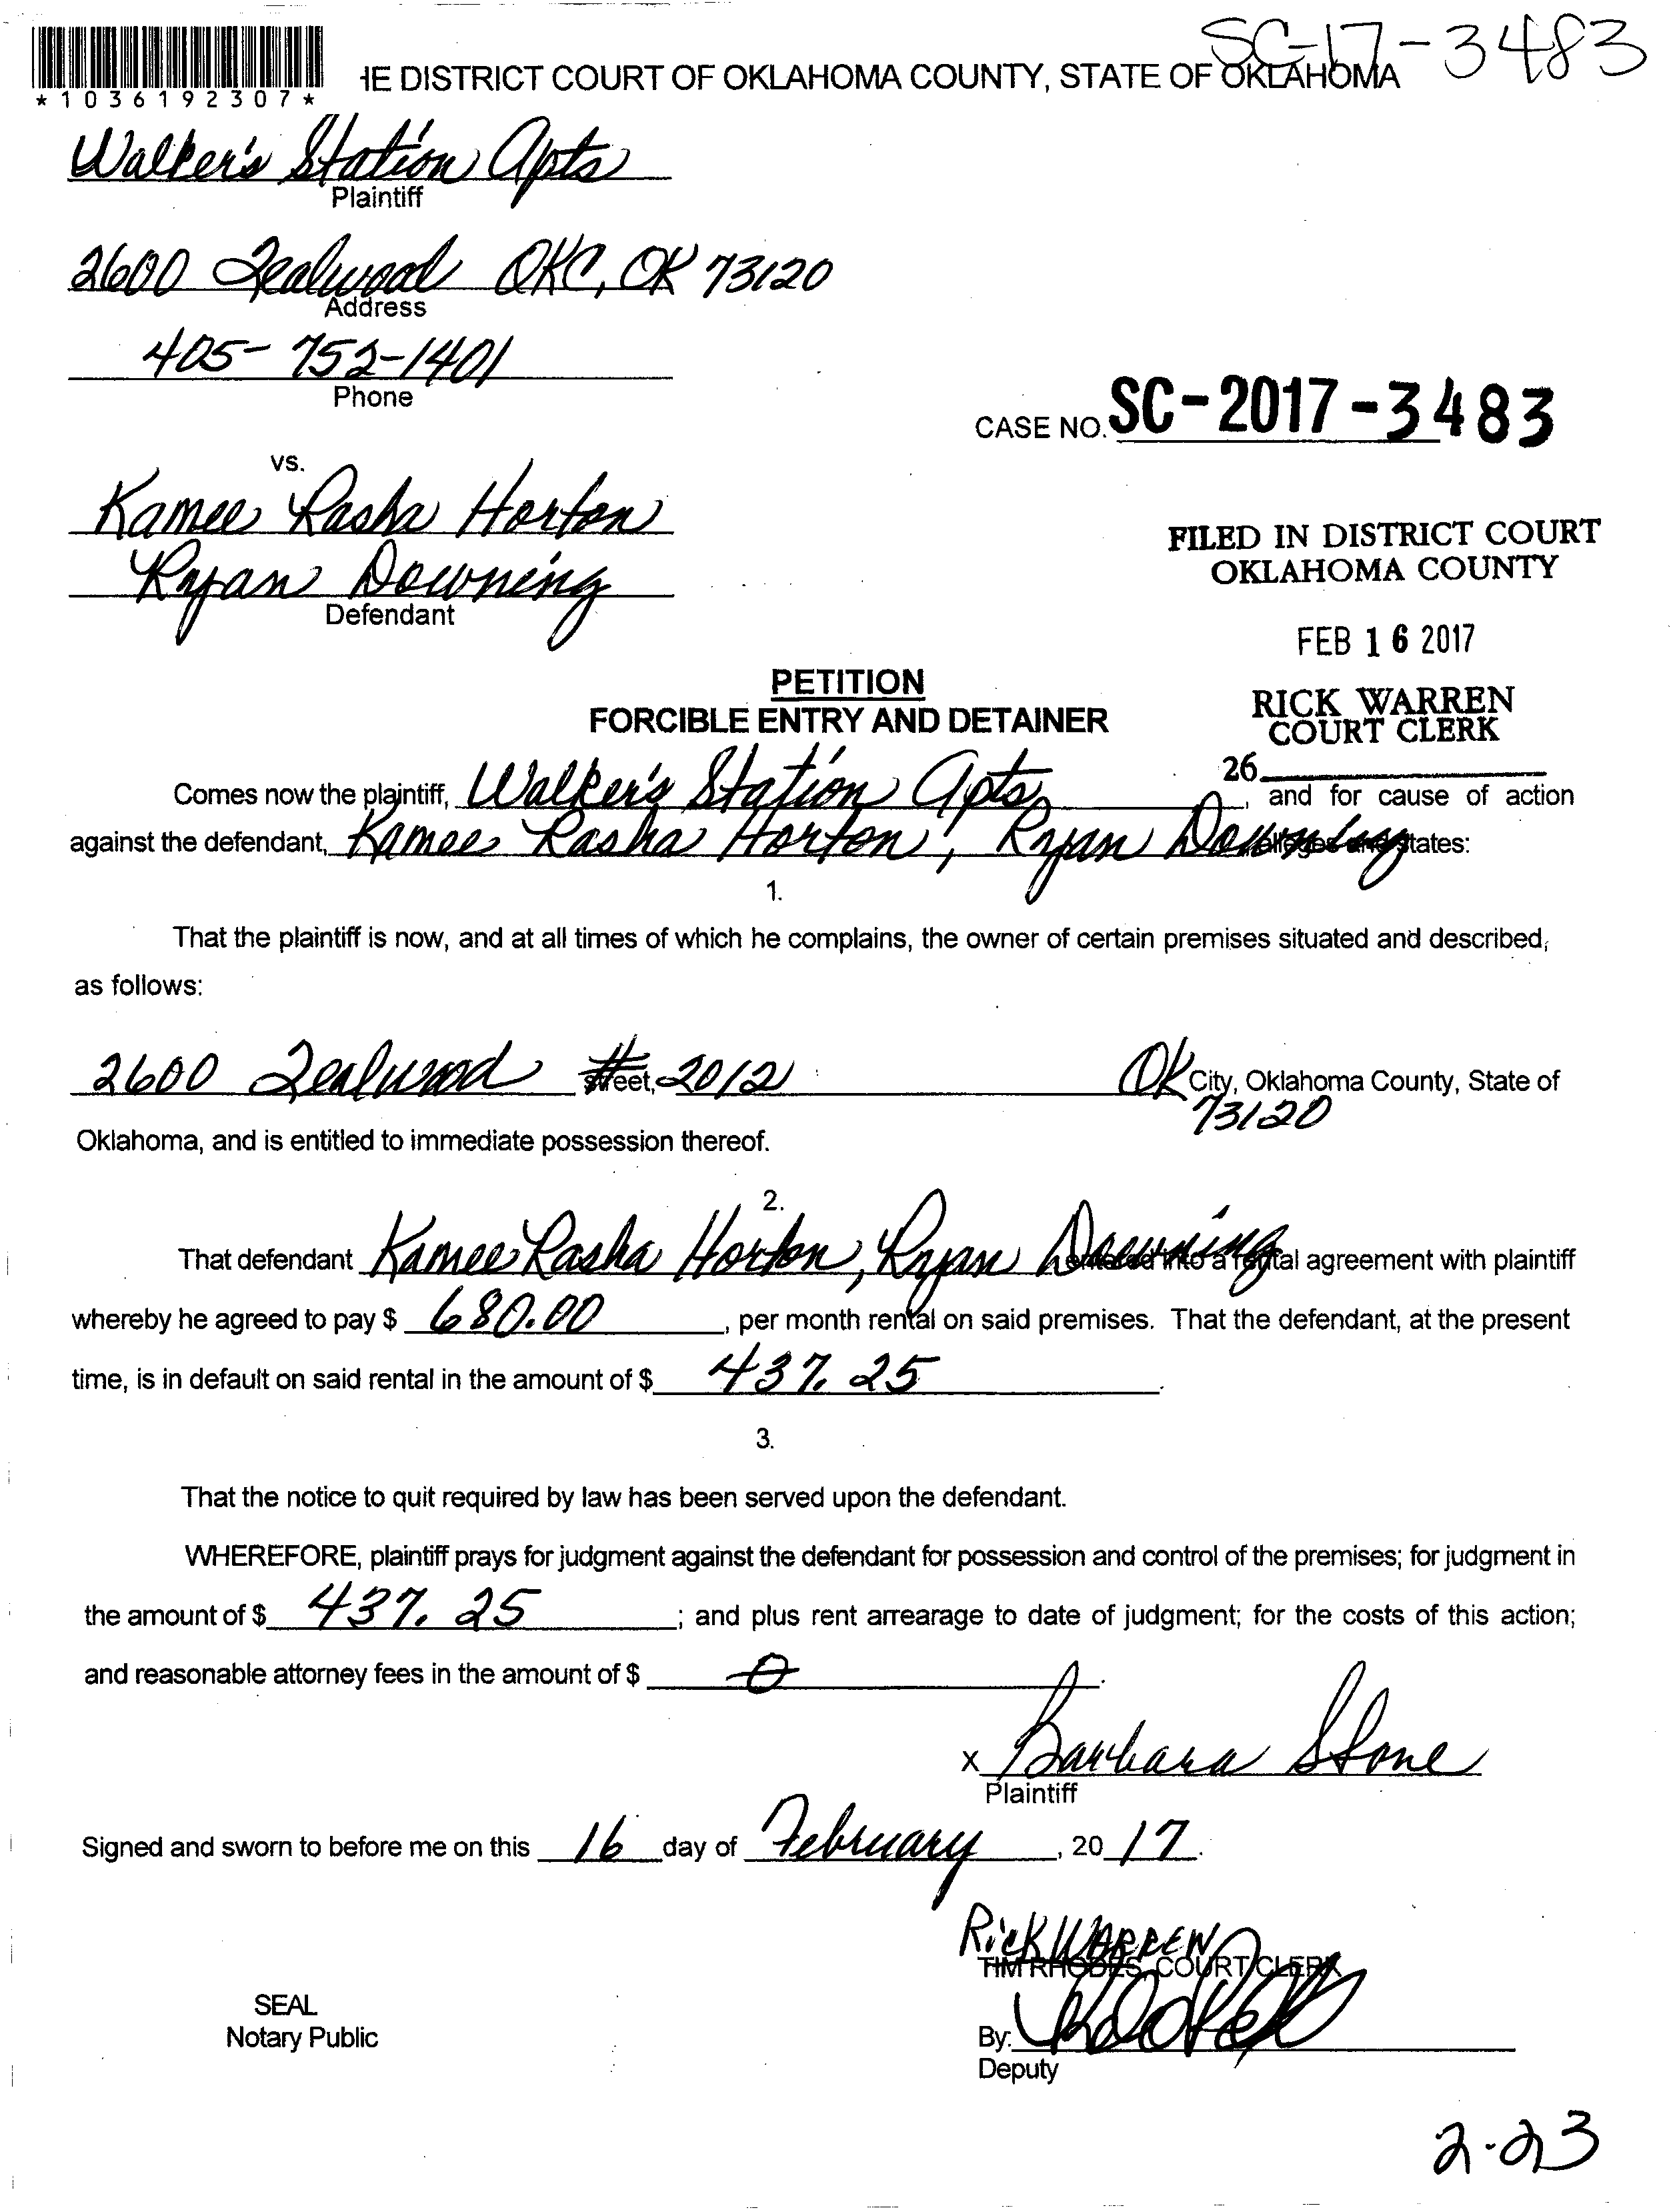 SC-17-3483
*1036192307*
HE DISTRICT COURT OF OKLAHOMA COUNTY, STATE OF OKLAHOMA
Walker's Station Apts
Plaintiff
2600 Tealwood OKC, OK 73120
Address
405-752-1401
Phone
CASE NO. SC-2017-3483
vs.
Kamee Rasha Horton
Ryan Downing
Defendant
FILED IN DISTRICT COURT
OKLAHOMA COUNTY
FEB 16 2017
RICK WARREN
COURT CLERK
26
PETITION
FORCIBLE ENTRY AND DETAINER
Comes now the plaintiff, Walker's Station Apts, and for cause of action
against the defendant, Kamee Rasha Horton, Ryan Downing alleges and states:
1.
That the plaintiff is now, and at all times of which he complains, the owner of certain premises situated and described,
as follows:
2600 Tealwood # street, 2012 OK City, Oklahoma County, State of
73120
Oklahoma, and is entitled to immediate possession thereof.
2.
That defendant Kamee Rasha Horton, Ryan Downing entered into a rental agreement with plaintiff
whereby he agreed to pay $ 680.00, per month rental on said premises. That the defendant, at the present
time, is in default on said rental in the amount of $ 437.25.
3.
That the notice to quit required by law has been served upon the defendant.
WHEREFORE, plaintiff prays for judgment against the defendant for possession and control of the premises; for judgment in
the amount of $ 437.25; and plus rent arrearage to date of judgment; for the costs of this action;
and reasonable attorney fees in the amount of $ 0.
x Barbara Stone
Plaintiff
Signed and sworn to before me on this 16 day of February, 2017.
Rick WARREN
TIM RHODES, COURT CLERK
SEAL
Notary Public
By:
Deputy
2-23